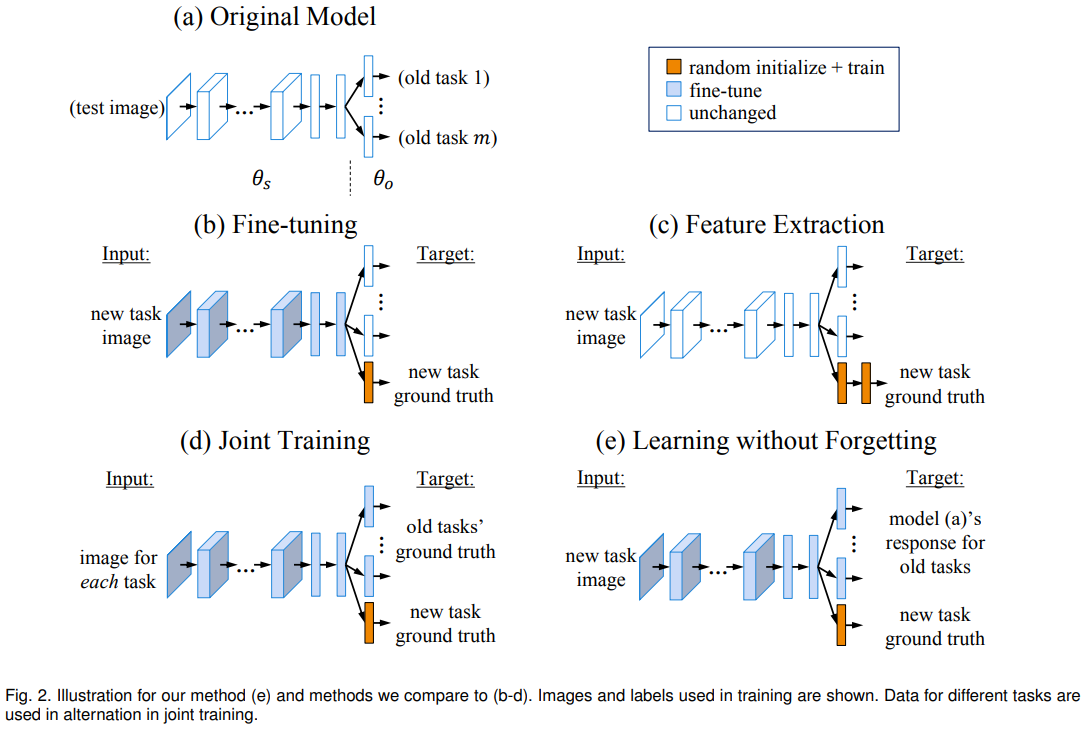 (a) Original Model
(test image)
...
(old task 1)
⋮
(old task m)
θs
θo
random initialize + train
fine-tune
unchanged
(b) Fine-tuning
Input:
Target:
new task
image
...
⋮
new task
ground truth
(c) Feature Extraction
Input:
Target:
new task
image
...
⋮
new task
ground truth
(d) Joint Training
Input:
Target:
image for
each task
...
old tasks’
⋮
ground truth
new task
ground truth
(e) Learning without Forgetting
Input:
Target:
new task
image
...
⋮
model (a)’s
response for
old tasks
new task
ground truth
Fig. 2. Illustration for our method (e) and methods we compare to (b-d). Images and labels used in training are shown. Data for different tasks are
used in alternation in joint training.